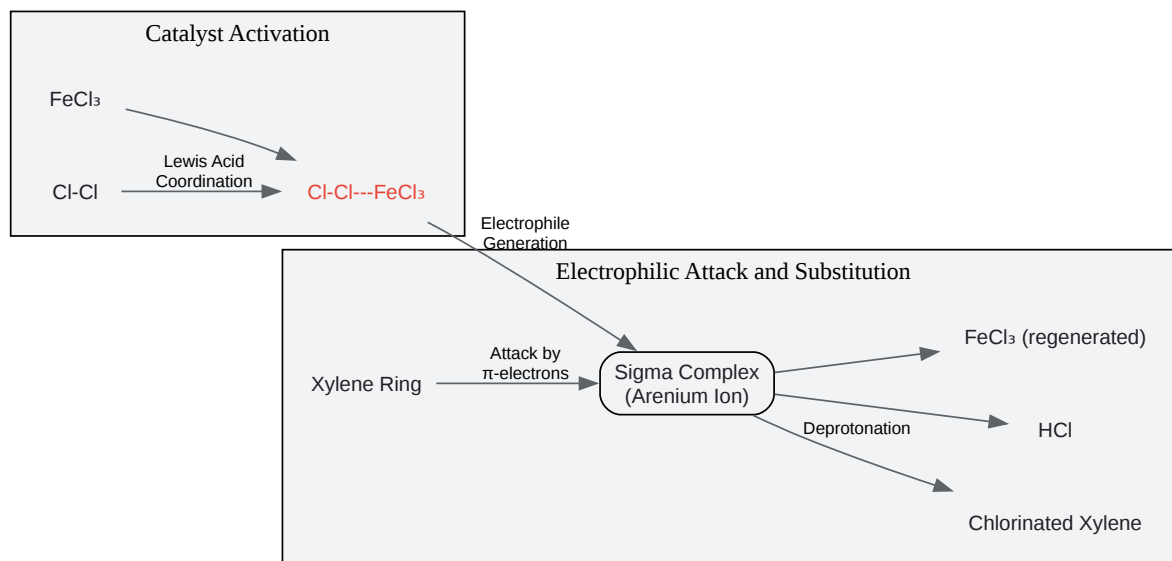 Catalyst Activation
FeCl₃
Lewis Acid
Coordination
Cl-Cl
Cl-Cl---FeCl₃
Electrophile
Generation
Electrophilic Attack and Substitution
Xylene Ring
Attack by
π-electrons
Sigma Complex
(Arenium Ion)
FeCl₃ (regenerated)
HCl
Deprotonation
Chlorinated Xylene